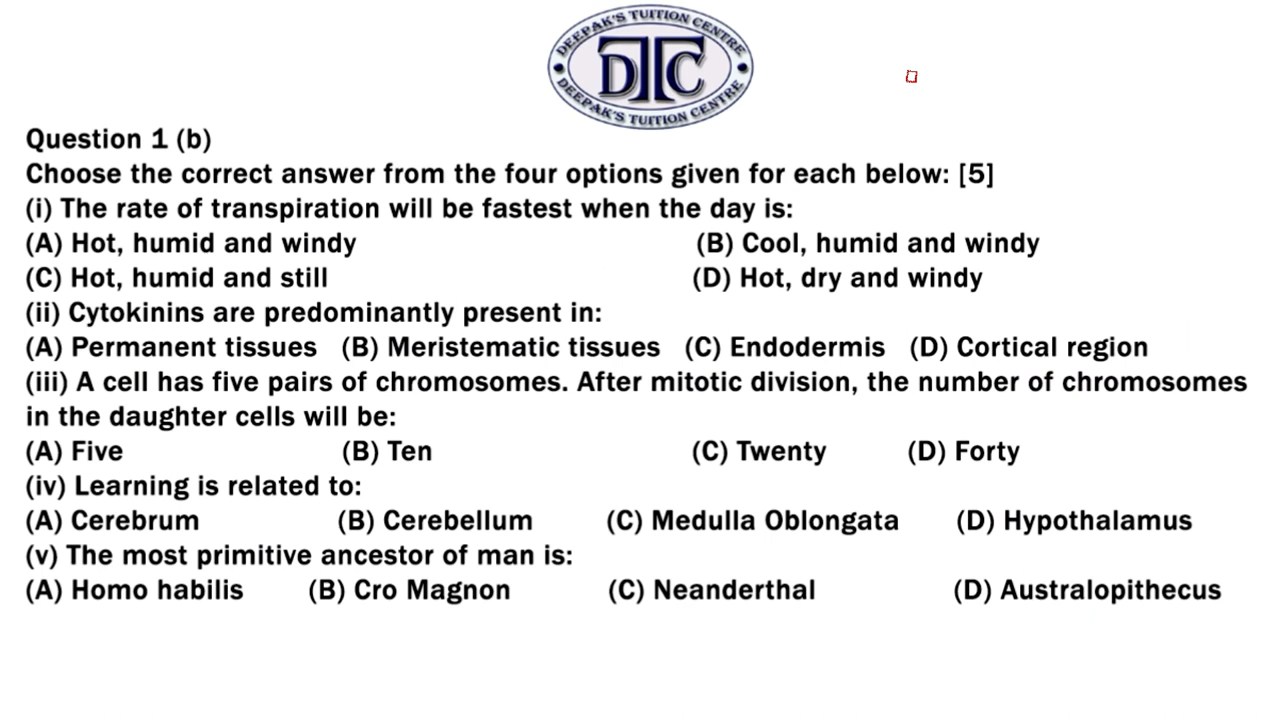 DEEPAK'S TUITION CENTRE
DTC
DEEPAK'S TUITION CENTRE
Question 1 (b)
Choose the correct answer from the four options given for each below: [5]
(i) The rate of transpiration will be fastest when the day is:
(A) Hot, humid and windy (B) Cool, humid and windy
(C) Hot, humid and still (D) Hot, dry and windy
(ii) Cytokinins are predominantly present in:
(A) Permanent tissues (B) Meristematic tissues (C) Endodermis (D) Cortical region
(iii) A cell has five pairs of chromosomes. After mitotic division, the number of chromosomes
in the daughter cells will be:
(A) Five (B) Ten (C) Twenty (D) Forty
(iv) Learning is related to:
(A) Cerebrum (B) Cerebellum (C) Medulla Oblongata (D) Hypothalamus
(v) The most primitive ancestor of man is:
(A) Homo habilis (B) Cro Magnon (C) Neanderthal (D) Australopithecus